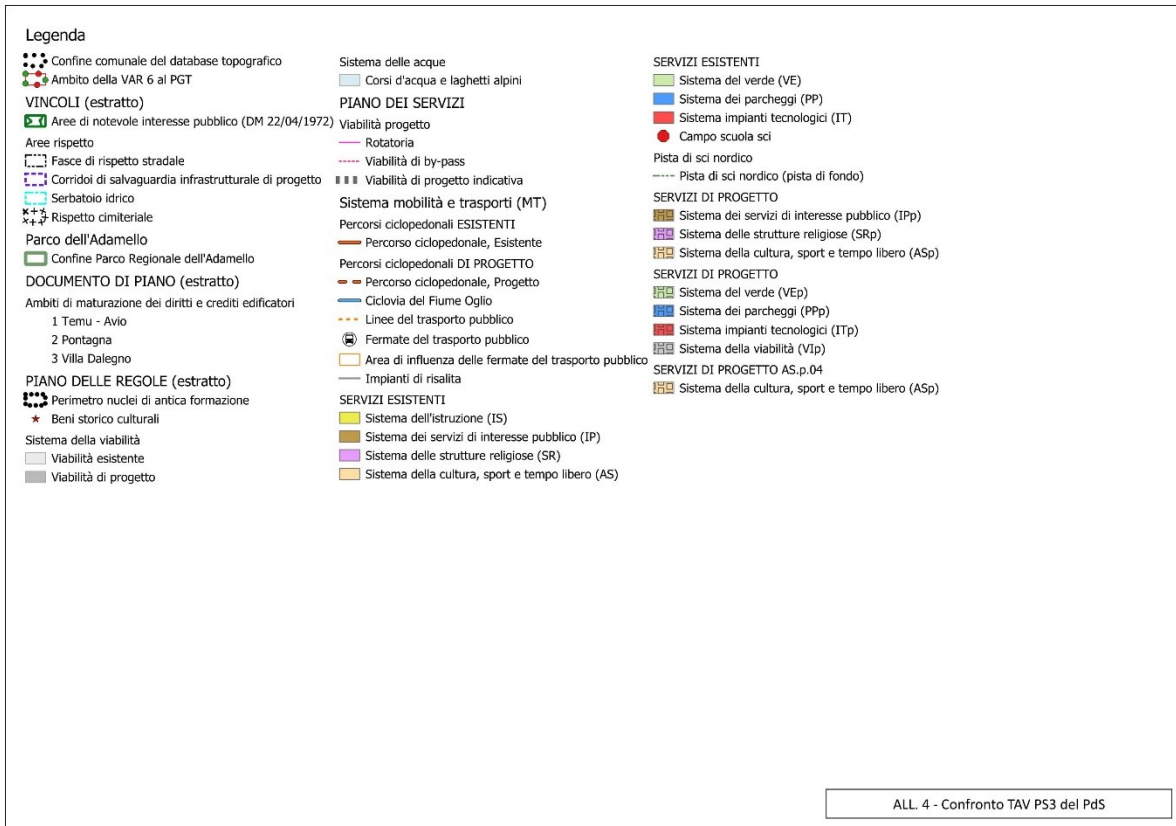 Legenda
Confine comunale del database topografico
Ambito della VAR 6 al PGT
VINCOLI (estratto)
Aree di notevole interesse pubblico (DM 22/04/1972)
Aree rispetto
Fasce di rispetto stradale
Corridoi di salvaguardia infrastrutturale di progetto
Serbatoio idrico
Rispetto cimiteriale
Parco dell'Adamello
Confine Parco Regionale dell'Adamello
DOCUMENTO DI PIANO (estratto)
Ambiti di maturazione dei diritti e crediti edificatori
1 Temu - Avio
2 Pontagna
3 Villa Dalegno
PIANO DELLE REGOLE (estratto)
Perimetro nuclei di antica formazione
Beni storico culturali
Sistema della viabilità
Viabilità esistente
Viabilità di progetto
Sistema delle acque
Corsi d'acqua e laghetti alpini
PIANO DEI SERVIZI
Viabilità progetto
Rotatoria
Viabilità di by-pass
Viabilità di progetto indicativa
Sistema mobilità e trasporti (MT)
Percorsi ciclopedonali ESISTENTI
Percorso ciclopedonale, Esistente
Percorsi ciclopedonali DI PROGETTO
Percorso ciclopedonale, Progetto
Ciclovia del Fiume Oglio
Linee del trasporto pubblico
Fermate del trasporto pubblico
Area di influenza delle fermate del trasporto pubblico
Impianti di risalita
SERVIZI ESISTENTI
Sistema dell'istruzione (IS)
Sistema dei servizi di interesse pubblico (IP)
Sistema delle strutture religiose (SR)
Sistema della cultura, sport e tempo libero (AS)
SERVIZI ESISTENTI
Sistema del verde (VE)
Sistema dei parcheggi (PP)
Sistema impianti tecnologici (IT)
Campo scuola sci
Pista di sci nordico
Pista di sci nordico (pista di fondo)
SERVIZI DI PROGETTO
Sistema dei servizi di interesse pubblico (IPp)
Sistema delle strutture religiose (SRp)
Sistema della cultura, sport e tempo libero (ASp)
SERVIZI DI PROGETTO
Sistema del verde (VEp)
Sistema dei parcheggi (PPp)
Sistema impianti tecnologici (ITp)
Sistema della viabilità (VIp)
SERVIZI DI PROGETTO AS.p.04
Sistema della cultura, sport e tempo libero (ASp)
ALL. 4 - Confronto TAV PS3 del PdS